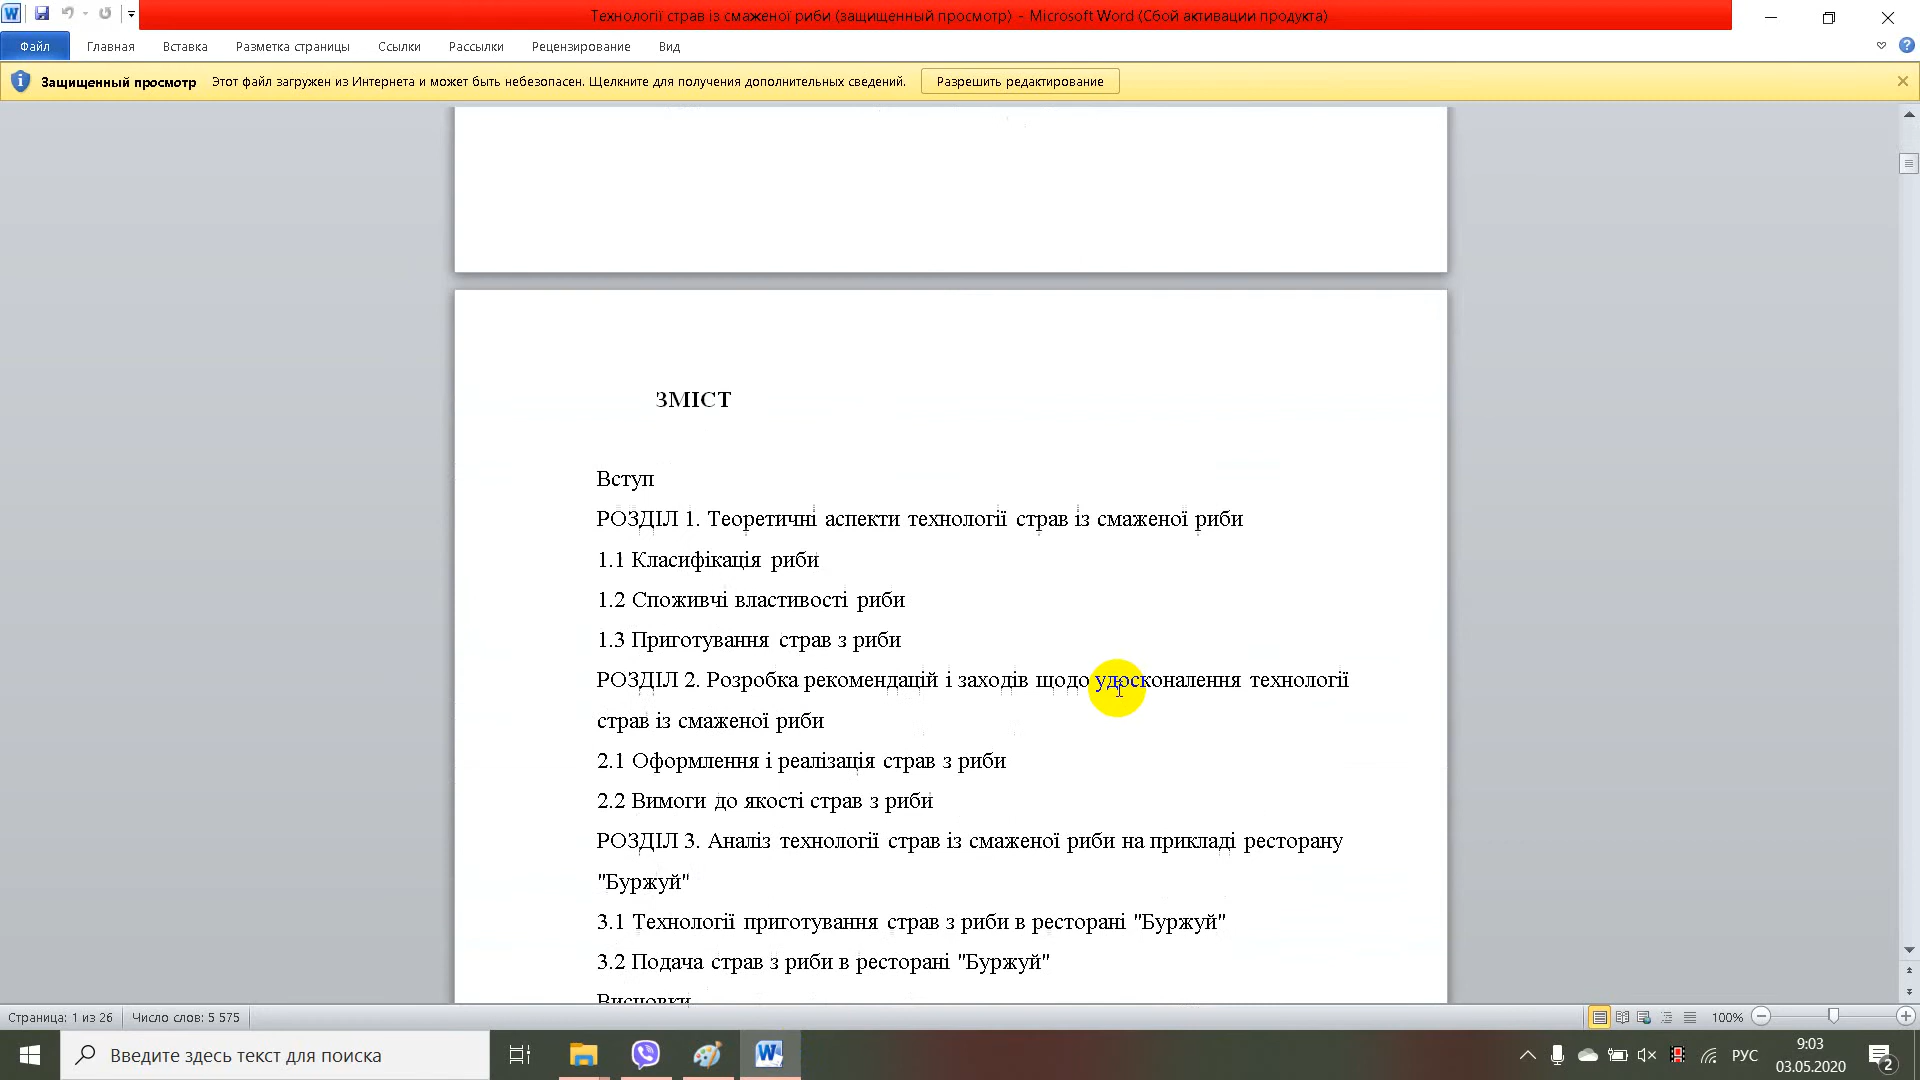 Технології страв із смаженої риби (защищенный просмотр) - Microsoft Word (Сбой активации продукта)
Файл Главная Вставка Разметка страницы Ссылки Рассылки Рецензирование Вид
Защищенный просмотр Этот файл загружен из Интернета и может быть небезопасен. Щелкните для получения дополнительных сведений. Разрешить редактирование
ЗМІСТ
Вступ
РОЗДІЛ 1. Теоретичні аспекти технології страв із смаженої риби
1.1 Класифікація риби
1.2 Споживчі властивості риби
1.3 Приготування страв з риби
РОЗДІЛ 2. Розробка рекомендацій і заходів щодо удосконалення технології
страв із смаженої риби
2.1 Оформлення і реалізація страв з риби
2.2 Вимоги до якості страв з риби
РОЗДІЛ 3. Аналіз технології страв із смаженої риби на прикладі ресторану
"Буржуй"
3.1 Технології приготування страв з риби в ресторані "Буржуй"
3.2 Подача страв з риби в ресторані "Буржуй"
Висновки
Страница: 1 из 26 Число слов: 5 575 100%
Введите здесь текст для поиска РУС 9:03
03.05.2020 2